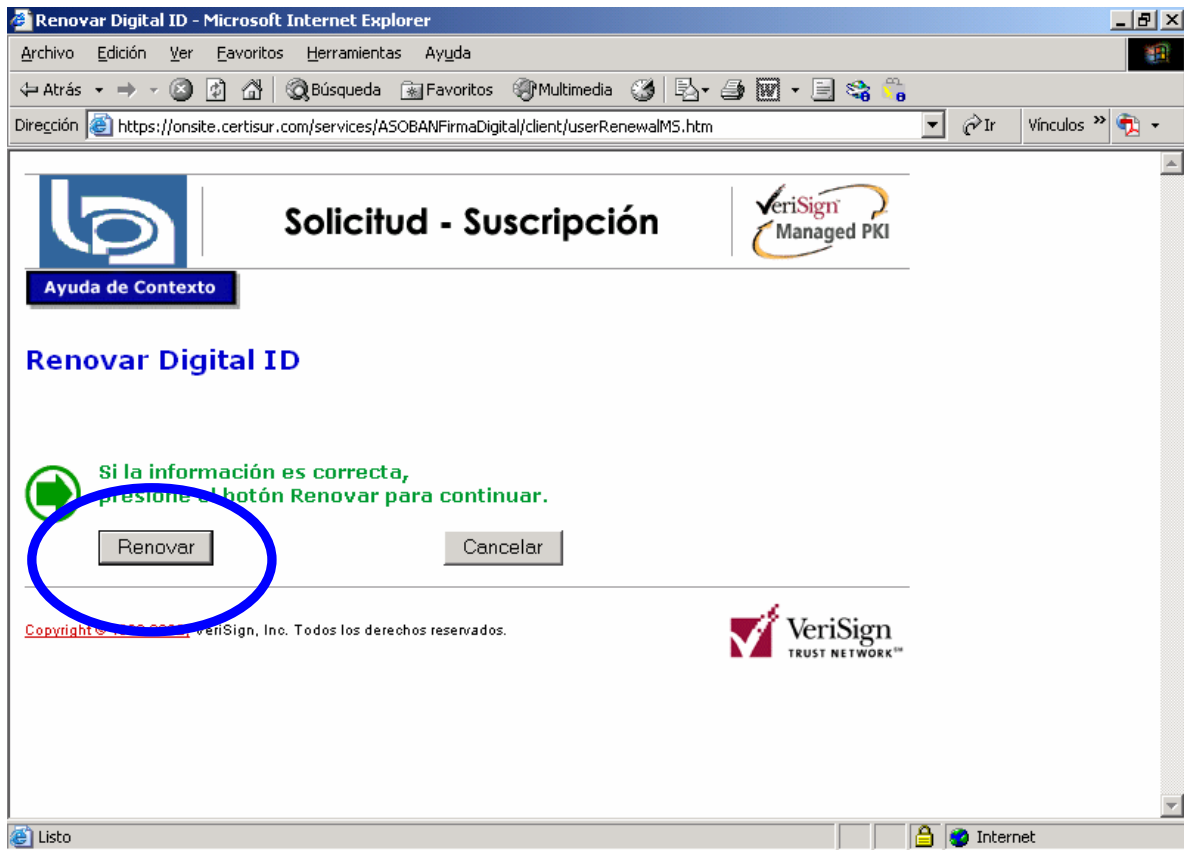 Renovar Digital ID - Microsoft Internet Explorer
Archivo Edición Ver Favoritos Herramientas Ayuda
Atrás Búsqueda Favoritos Multimedia
Dirección https://onsite.certisur.com/services/ASOBANFirmaDigital/client/userRenewalMS.htm Ir Vínculos »
Solicitud - Suscripción
VeriSign
Managed PKI
Ayuda de Contexto
Renovar Digital ID
Si la información es correcta,
presione el botón Renovar para continuar.
Renovar Cancelar
Copyright © VeriSign, Inc. Todos los derechos reservados.
VeriSign
TRUST NETWORK℠
Listo Internet